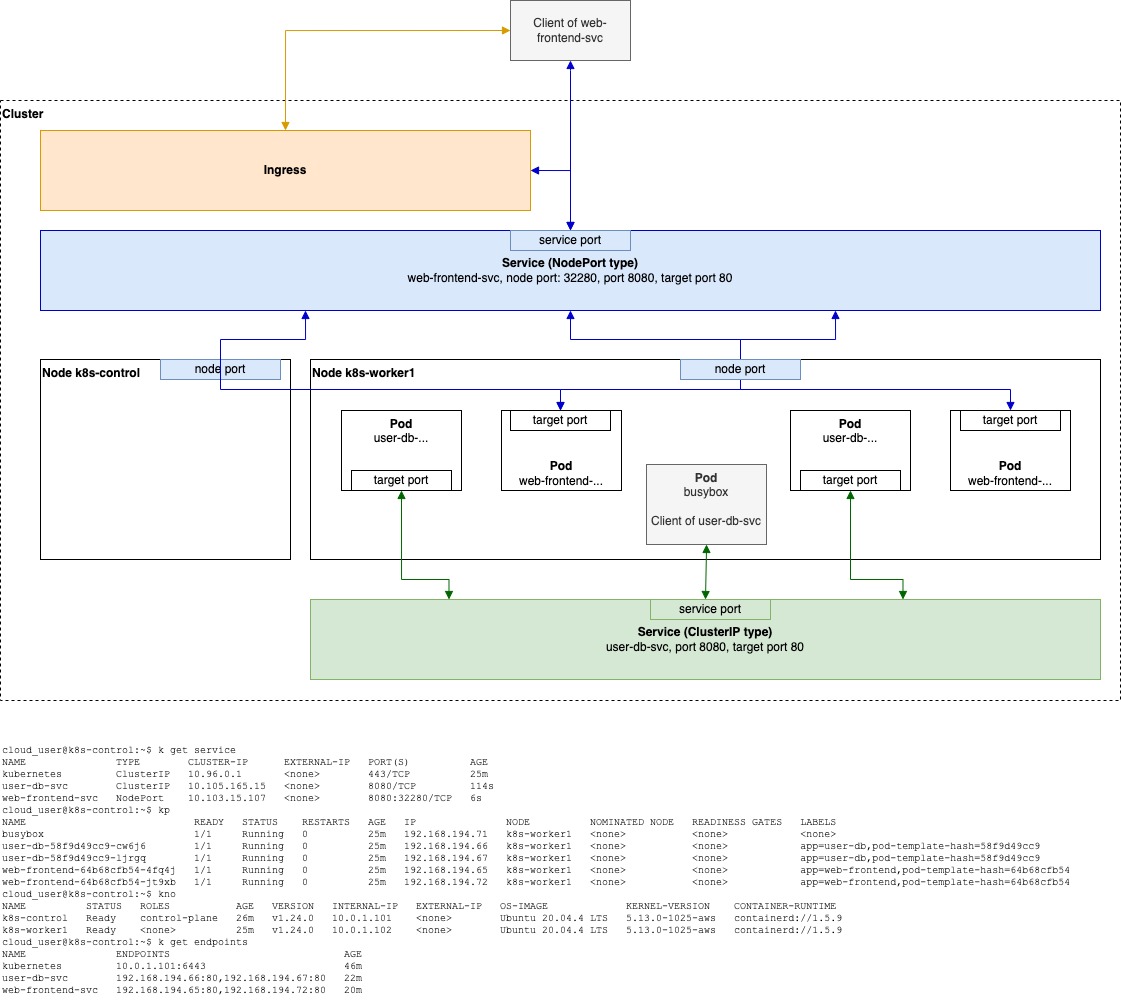 Client of web-
frontend-svc
Cluster
Ingress
service port
Service (NodePort type)
web-frontend-svc, node port: 32280, port 8080, target port 80
Node k8s-control
node port
Node k8s-worker1
node port
Pod
user-db-...
target port
target port
Pod
web-frontend-...
Pod
busybox
Client of user-db-svc
Pod
user-db-...
target port
target port
Pod
web-frontend-...
service port
Service (ClusterIP type)
user-db-svc, port 8080, target port 80
cloud_user@k8s-control:~$ k get service
NAME TYPE CLUSTER-IP EXTERNAL-IP PORT(S) AGE
kubernetes ClusterIP 10.96.0.1 <none> 443/TCP 25m
user-db-svc ClusterIP 10.105.165.15 <none> 8080/TCP 114s
web-frontend-svc NodePort 10.103.15.107 <none> 8080:32280/TCP 6s
cloud_user@k8s-control:~$ kp
NAME READY STATUS RESTARTS AGE IP NODE NOMINATED NODE READINESS GATES LABELS
busybox 1/1 Running 0 25m 192.168.194.71 k8s-worker1 <none> <none> <none>
user-db-58f9d49cc9-cw6j6 1/1 Running 0 25m 192.168.194.66 k8s-worker1 <none> <none> app=user-db,pod-template-hash=58f9d49cc9
user-db-58f9d49cc9-ljrgq 1/1 Running 0 25m 192.168.194.67 k8s-worker1 <none> <none> app=user-db,pod-template-hash=58f9d49cc9
web-frontend-64b68cfb54-4fq4j 1/1 Running 0 25m 192.168.194.65 k8s-worker1 <none> <none> app=web-frontend,pod-template-hash=64b68cfb54
web-frontend-64b68cfb54-jt9xb 1/1 Running 0 25m 192.168.194.72 k8s-worker1 <none> <none> app=web-frontend,pod-template-hash=64b68cfb54
cloud_user@k8s-control:~$ kno
NAME STATUS ROLES AGE VERSION INTERNAL-IP EXTERNAL-IP OS-IMAGE KERNEL-VERSION CONTAINER-RUNTIME
k8s-control Ready control-plane 26m v1.24.0 10.0.1.101 <none> Ubuntu 20.04.4 LTS 5.13.0-1025-aws containerd://1.5.9
k8s-worker1 Ready <none> 25m v1.24.0 10.0.1.102 <none> Ubuntu 20.04.4 LTS 5.13.0-1025-aws containerd://1.5.9
cloud_user@k8s-control:~$ k get endpoints
NAME ENDPOINTS AGE
kubernetes 10.0.1.101:6443 46m
user-db-svc 192.168.194.66:80,192.168.194.67:80 22m
web-frontend-svc 192.168.194.65:80,192.168.194.72:80 20m